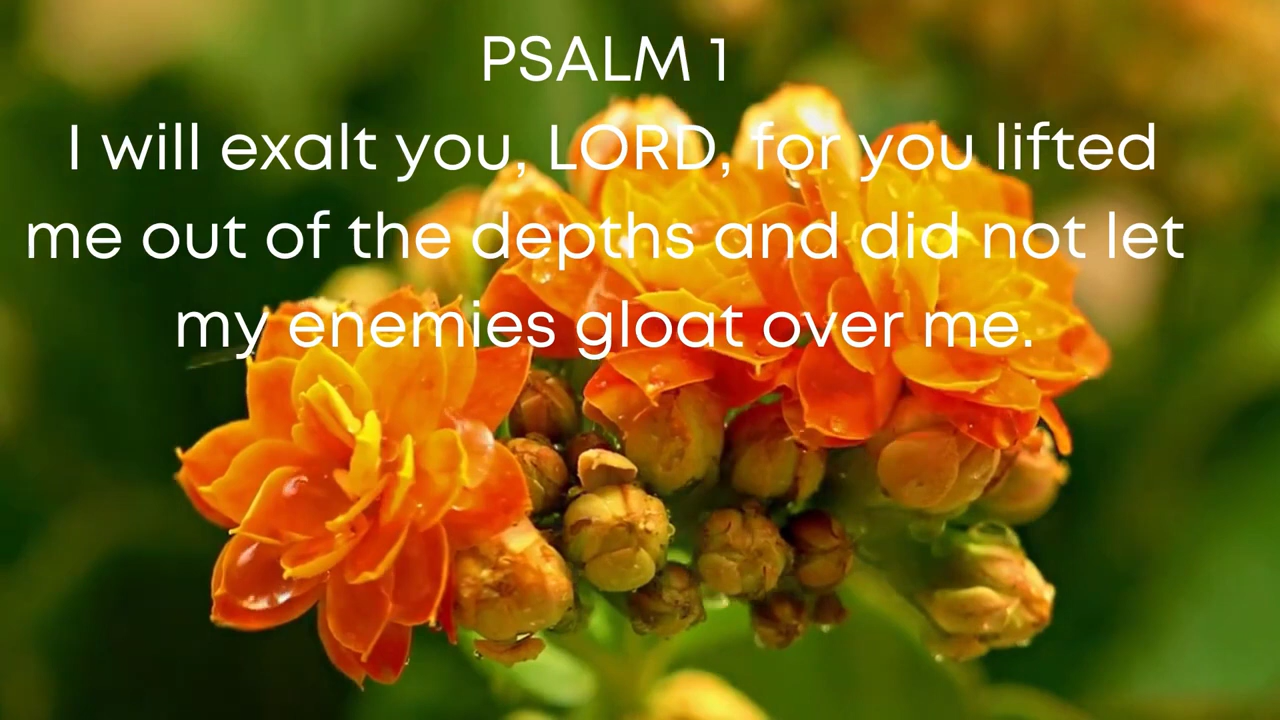 PSALM 1
I will exalt you, LORD, for you lifted
me out of the depths and did not let
my enemies gloat over me.